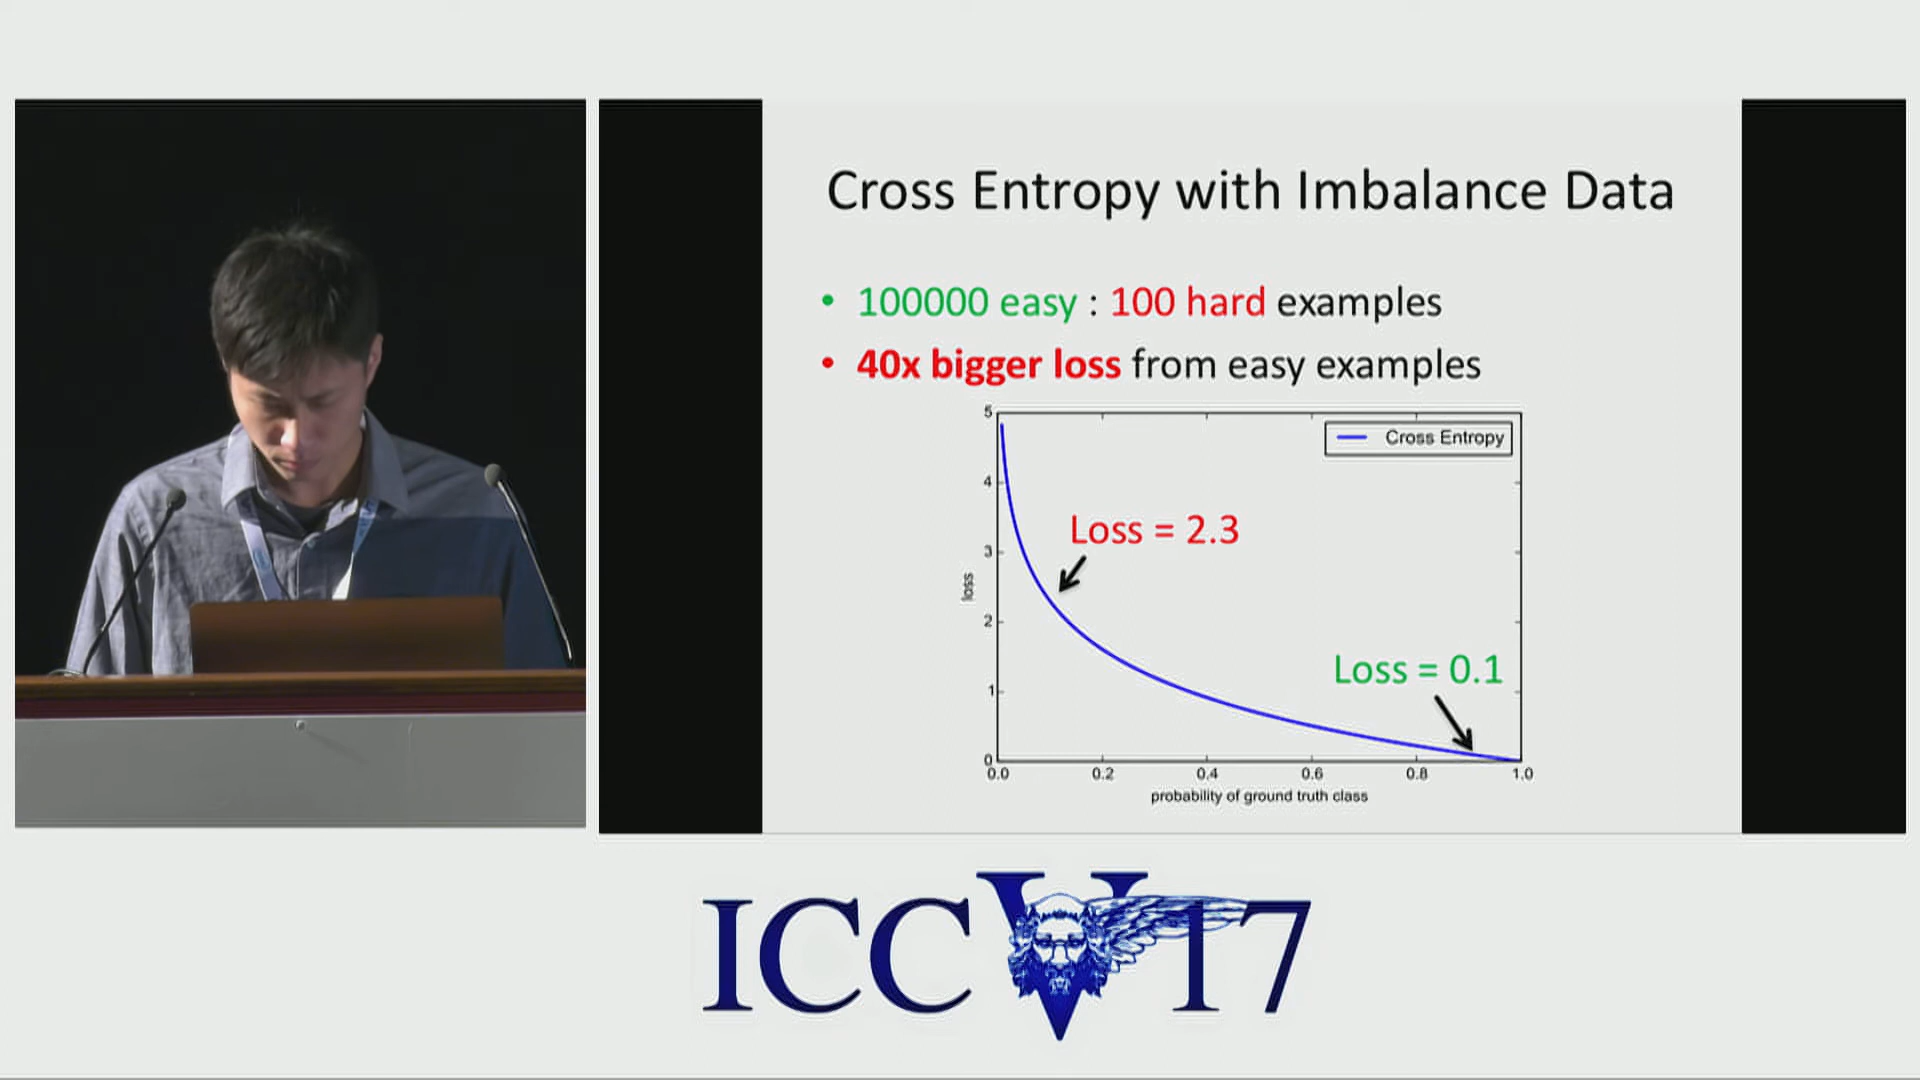 Cross Entropy with Imbalance Data
• 100000 easy : 100 hard examples
• 40x bigger loss from easy examples
5
4
3
2
1
0
loss
Cross Entropy
Loss = 2.3
Loss = 0.1
0.0 0.2 0.4 0.6 0.8 1.0
probability of ground truth class
ICCV17